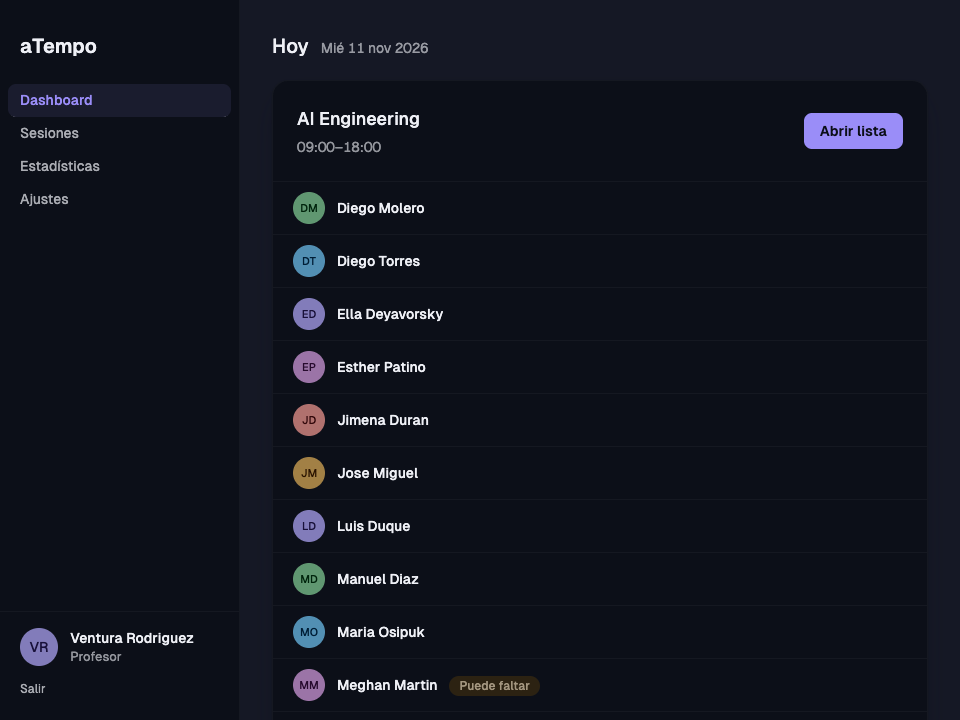 aTempo
Dashboard
Sesiones
Estadísticas
Ajustes
VR
Ventura Rodriguez
Profesor
Salir
Hoy Mié 11 nov 2026
AI Engineering
09:00–18:00
Abrir lista
DM Diego Molero
DT Diego Torres
ED Ella Deyavorsky
EP Esther Patino
JD Jimena Duran
JM Jose Miguel
LD Luis Duque
MD Manuel Diaz
MO Maria Osipuk
MM Meghan Martin Puede faltar